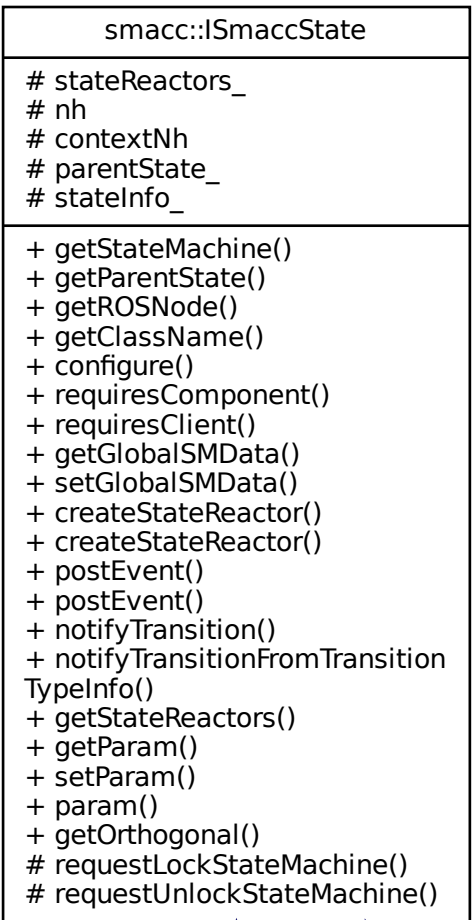 smacc::ISmaccState
# stateReactors_
# nh
# contextNh
# parentState_
# stateInfo_
+ getStateMachine()
+ getParentState()
+ getROSNode()
+ getClassName()
+ configure()
+ requiresComponent()
+ requiresClient()
+ getGlobalSMData()
+ setGlobalSMData()
+ createStateReactor()
+ createStateReactor()
+ postEvent()
+ postEvent()
+ notifyTransition()
+ notifyTransitionFromTransition
TypeInfo()
+ getStateReactors()
+ getParam()
+ setParam()
+ param()
+ getOrthogonal()
# requestLockStateMachine()
# requestUnlockStateMachine()